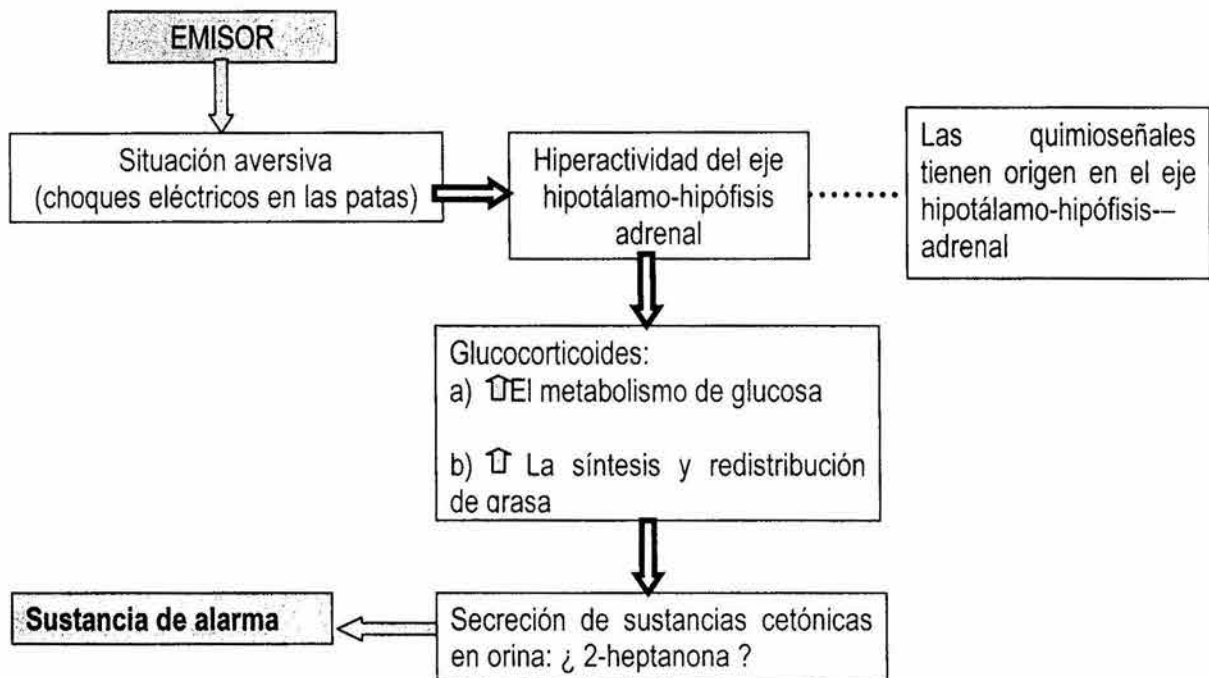 EMISOR
Situación aversiva
(choques eléctricos en las patas)
Hiperactividad del eje
hipotálamo-hipófisis
adrenal
Las quimioseñales
tienen origen en el eje
hipotálamo-hipófisis-–
adrenal
Glucocorticoides:
a) ⇧El metabolismo de glucosa
b) ⇧ La síntesis y redistribución
de grasa
Secreción de sustancias cetónicas
en orina: ¿ 2-heptanona ?
Sustancia de alarma